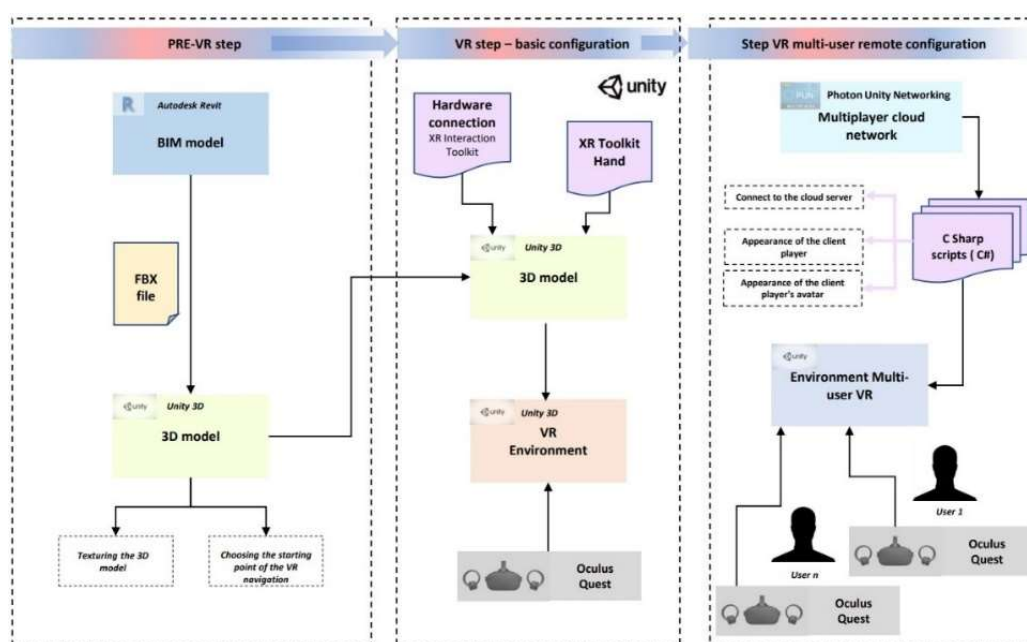 PRE-VR step
Autodesk Revit
BIM model
FBX
file
unity
Unity 3D
3D model
Texturing the 3D
model
Choosing the starting
point of the VR
navigation
VR step – basic configuration
unity
Hardware
connection
XR Interaction
Toolkit
XR Toolkit
Hand
unity
Unity 3D
3D model
unity
Unity 3D
VR
Environment
Oculus
Quest
Step VR multi-user remote configuration
Photon Unity Networking
Multiplayer cloud
network
Connect to the cloud server
Appearance of the client
player
Appearance of the client
player's avatar
C Sharp
scripts ( C#)
unity
Environment Multi-
user VR
User 1
Oculus
Quest
User n
Oculus
Quest